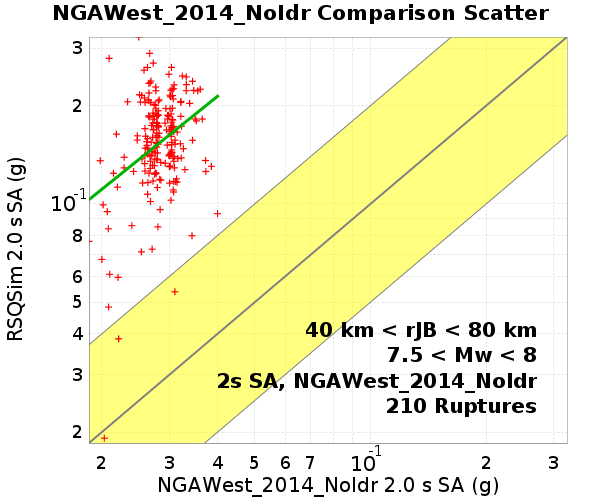 NGAWest_2014_NoIdr Comparison Scatter
3
2
10-1
8
6
5
4
3
2
RSQSim 2.0 s SA (g)
40 km < rJB < 80 km
7.5 < Mw < 8
2s SA, NGAWest_2014_NoIdr
210 Ruptures
2 3 4 5 6 7 10-1 2 3
NGAWest_2014_NoIdr 2.0 s SA (g)